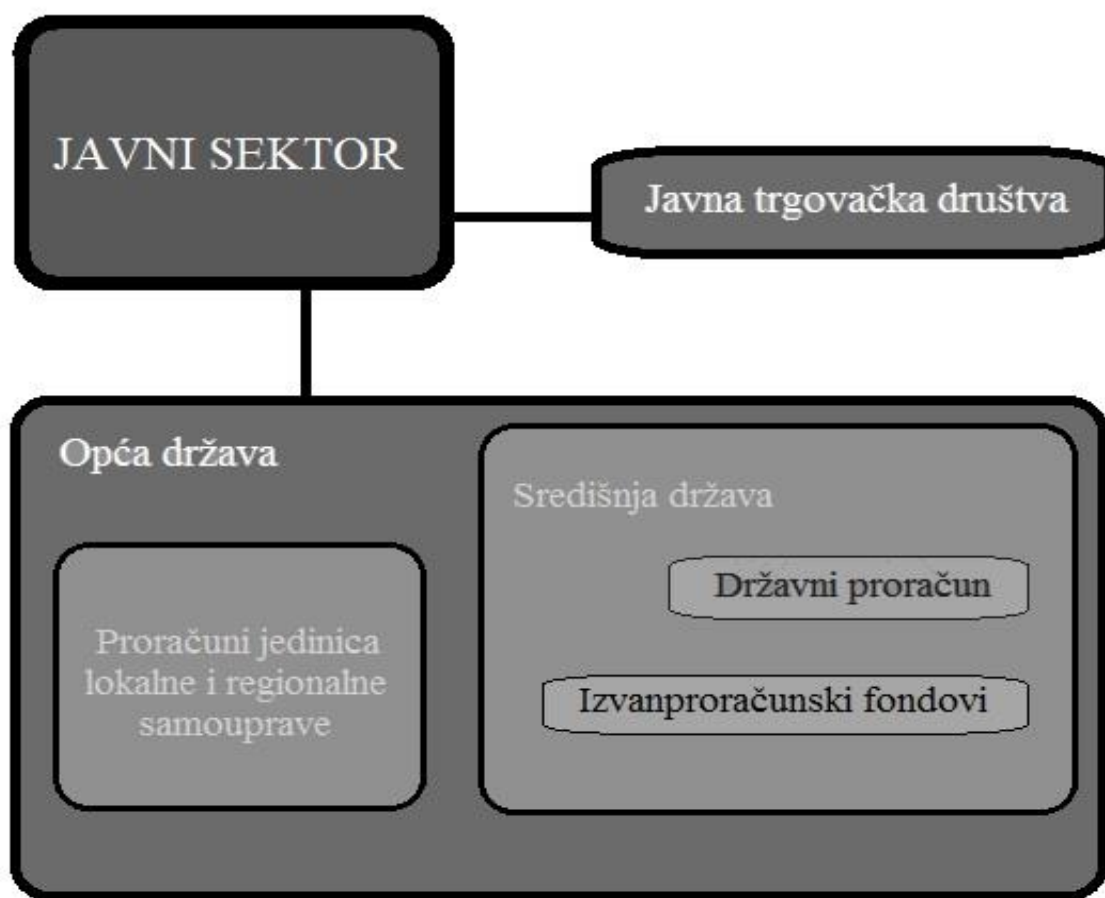 JAVNI SEKTOR
Javna trgovačka društva
Opća država
Središnja država
Državni proračun
Izvanproračunski fondovi
Proračuni jedinica
lokalne i regionalne
samouprave